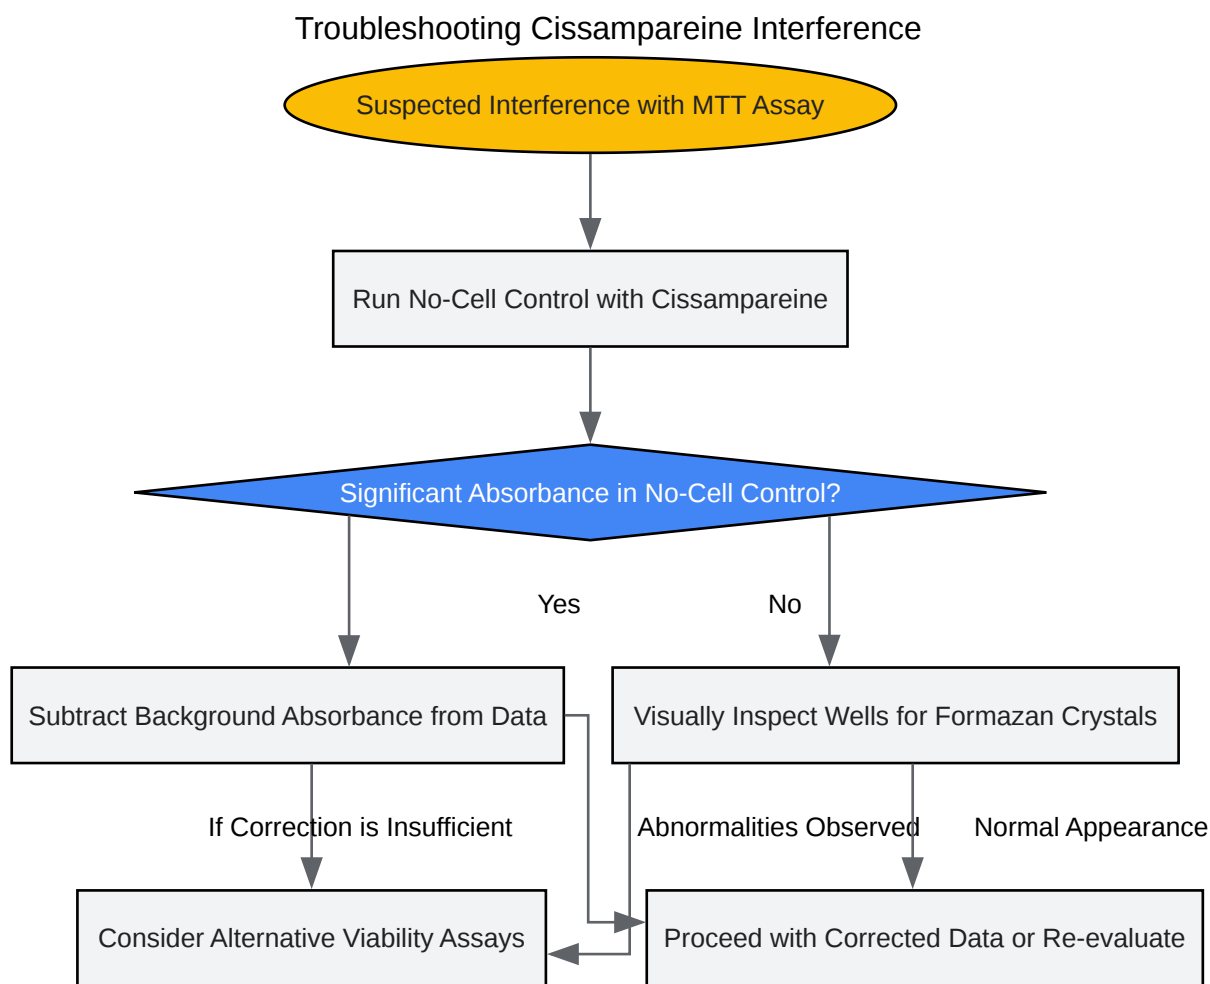 Troubleshooting Cissampareine Interference
Suspected Interference with MTT Assay
Run No-Cell Control with Cissampareine
Significant Absorbance in No-Cell Control?
Yes
No
Subtract Background Absorbance from Data
Visually Inspect Wells for Formazan Crystals
If Correction is Insufficient
Abnormalities Observed
Normal Appearance
Consider Alternative Viability Assays
Proceed with Corrected Data or Re-evaluate